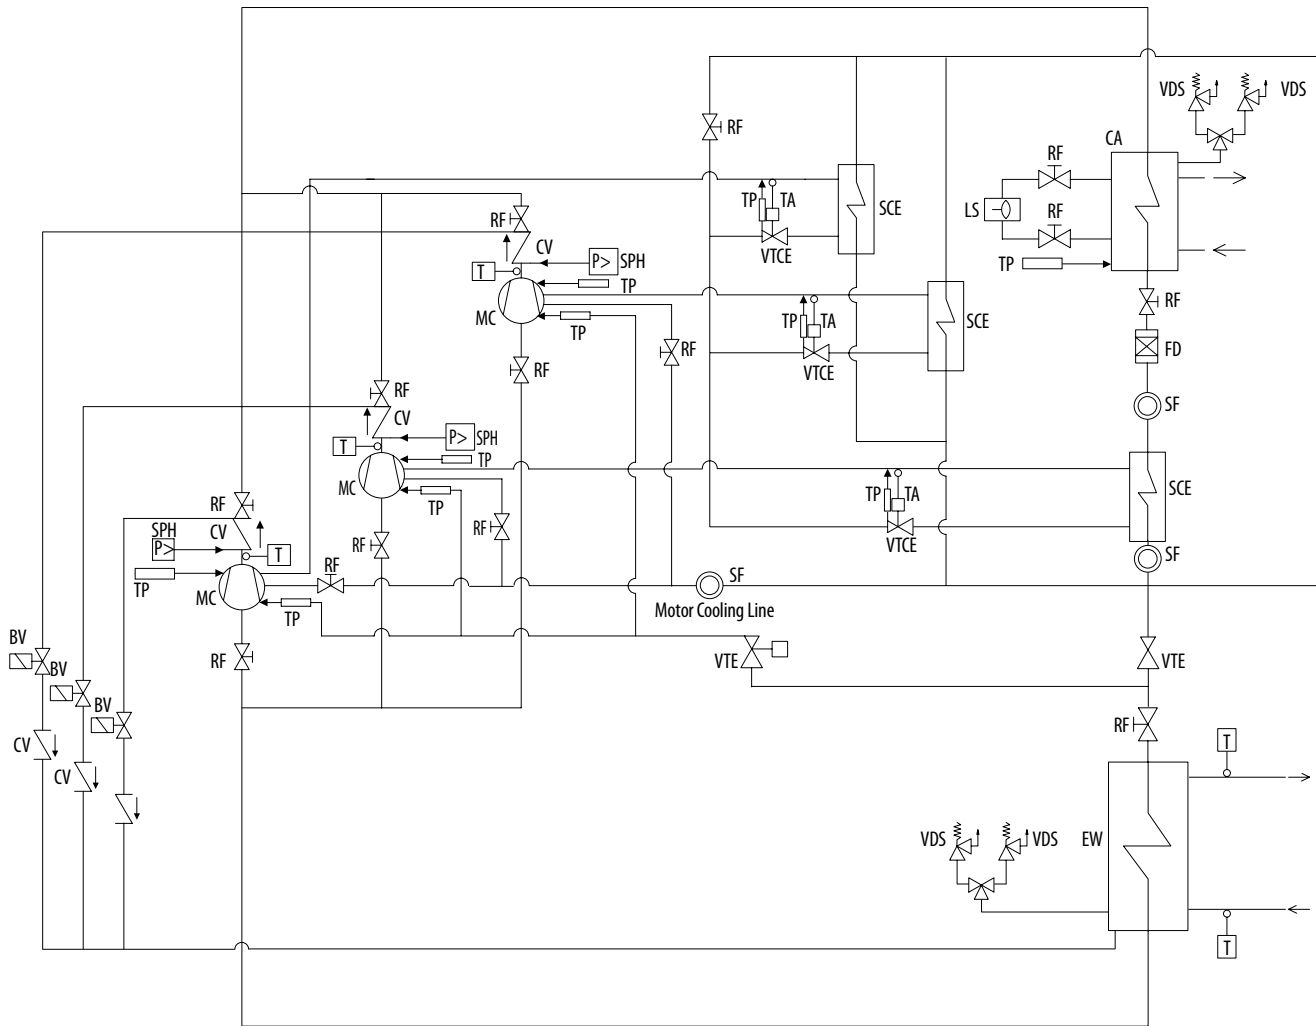 VDS VDS
RF
CA
RF
RF
LS
TP TA
SCE
RF
CV
VTCE
T
P> SPH
TP
TP
RF
MC
TP
TP TA
SCE
FD
RF
RF
VTCE
RF
CV
SF
T
P> SPH
TP
MC
TP
TP TA
SCE
RF
SPH
CV
RF
P>
T
VTCE
RF
SF
RF
TP
MC
SF
TP
Motor Cooling Line
BV
RF
VTE
VTE
BV
BV
RF
T
CV
CV
VDS VDS
EW
T